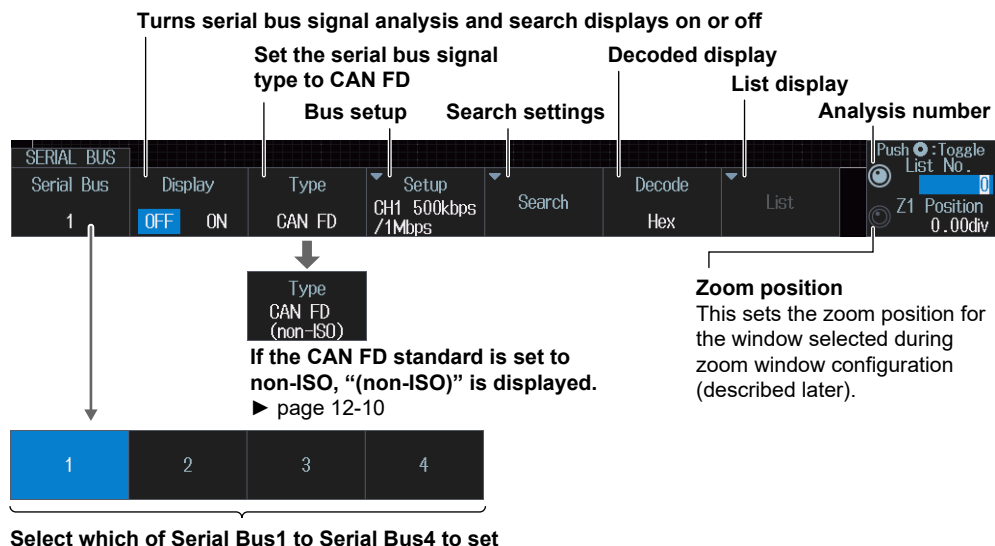 Turns serial bus signal analysis and search displays on or off
Set the serial bus signal
type to CAN FD
Decoded display
List display
Bus setup
Search settings
Analysis number
SERIAL BUS
Serial Bus
1
Display
OFF ON
Type
CAN FD
Setup
CH1 500kbps
/1Mbps
Search
Decode
Hex
List
Push :Toggle
List No.
0
Z1 Position
0.00div
Type
CAN FD
(non-ISO)
If the CAN FD standard is set to
non-ISO, “(non-ISO)” is displayed.
► page 12-10
Zoom position
This sets the zoom position for
the window selected during
zoom window configuration
(described later).
1 2 3 4
Select which of Serial Bus1 to Serial Bus4 to set